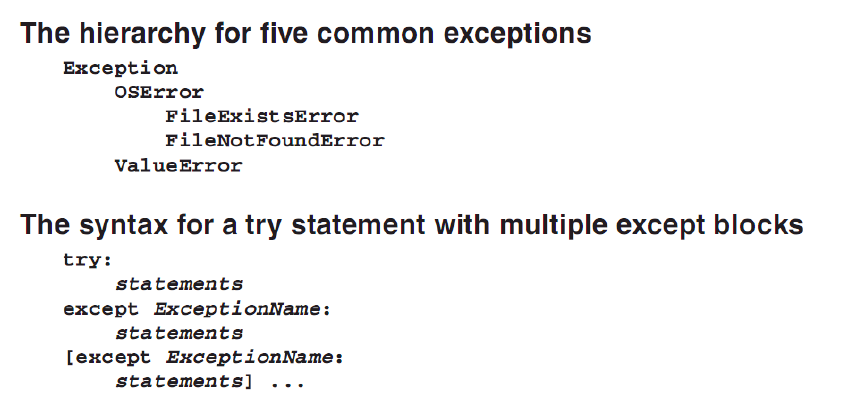 The hierarchy for five common exceptions
Exception
    OSError
        FileExistsError
        FileNotFoundError
    ValueError
The syntax for a try statement with multiple except blocks
try:
    statements
except ExceptionName:
    statements
[except ExceptionName:
    statements] ...